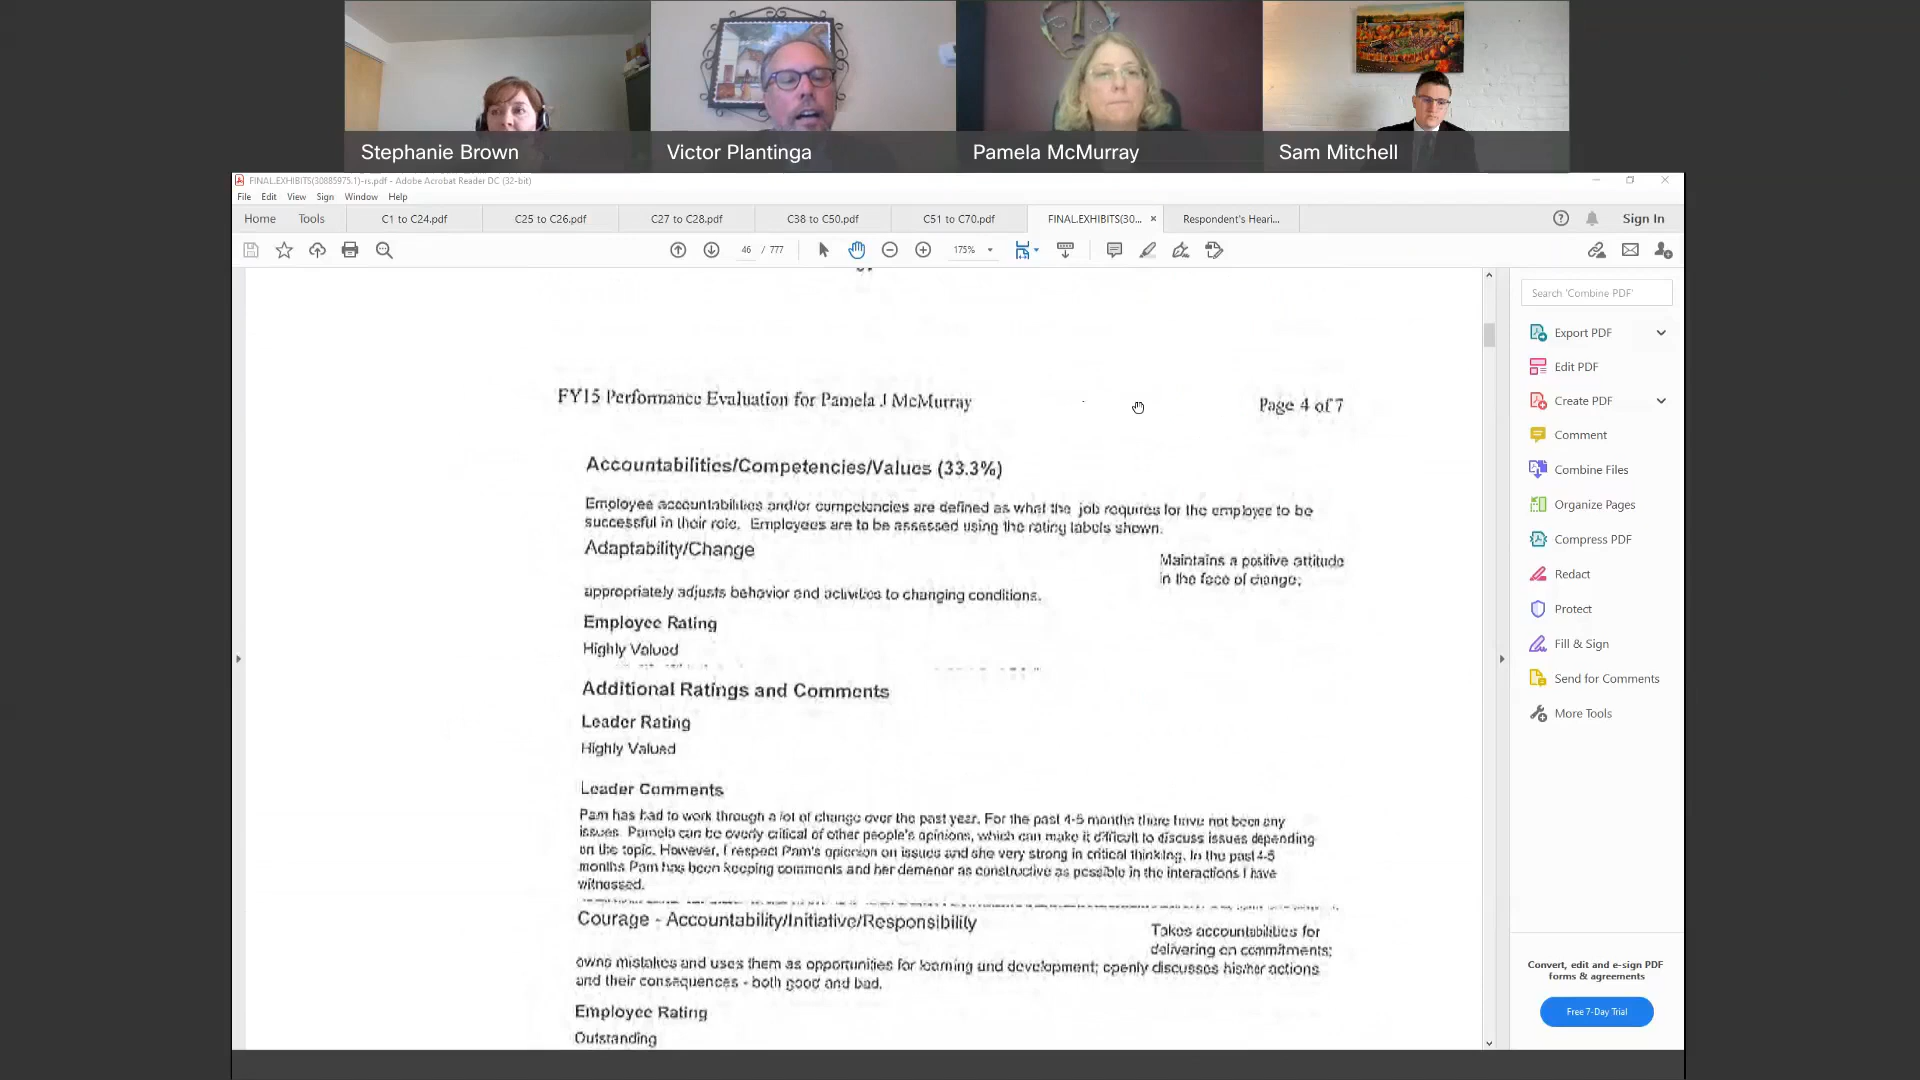 Stephanie Brown
Victor Plantinga
Pamela McMurray
Sam Mitchell
FINAL.EXHIBITS(30885975.1)-rs.pdf - Adobe Acrobat Reader DC (32-bit)
File Edit View Sign Window Help
Home Tools C1 to C24.pdf C25 to C26.pdf C27 to C28.pdf C38 to C50.pdf C51 to C70.pdf FINAL.EXHIBITS(30... × Respondent's Heari... Sign In
46 / 777 175%
FY15 Performance Evaluation for Pamela J McMurray Page 4 of 7
Accountabilities/Competencies/Values (33.3%)
Employee accountabilities and/or competencies are defined as what the job requires for the employee to be
successful in their role. Employees are to be assessed using the rating labels shown.
Adaptability/Change
Maintains a positive attitude
in the face of change;
appropriately adjusts behavior and activities to changing conditions.
Employee Rating
Highly Valued
Additional Ratings and Comments
Leader Rating
Highly Valued
Leader Comments
Pam has had to work through a lot of change over the past year. For the past 4-5 months there have not been any
issues. Pamela can be overly critical of other people's opinions, which can make it difficult to discuss issues depending
on the topic. However, I respect Pam's opinion on issues and she very strong in critical thinking. In the past 4-5
months Pam has been keeping comments and her demenor as constructive as possible in the interactions I have
witnessed.
Courage - Accountability/Initiative/Responsibility
Takes accountabilities for
delivering on commitments;
owns mistakes and uses them as opportunities for learning and development; openly discusses his/her actions
and their consequences - both good and bad.
Employee Rating
Outstanding
Search 'Combine PDF'
Export PDF
Edit PDF
Create PDF
Comment
Combine Files
Organize Pages
Compress PDF
Redact
Protect
Fill & Sign
Send for Comments
More Tools
Convert, edit and e-sign PDF
forms & agreements
Free 7-Day Trial